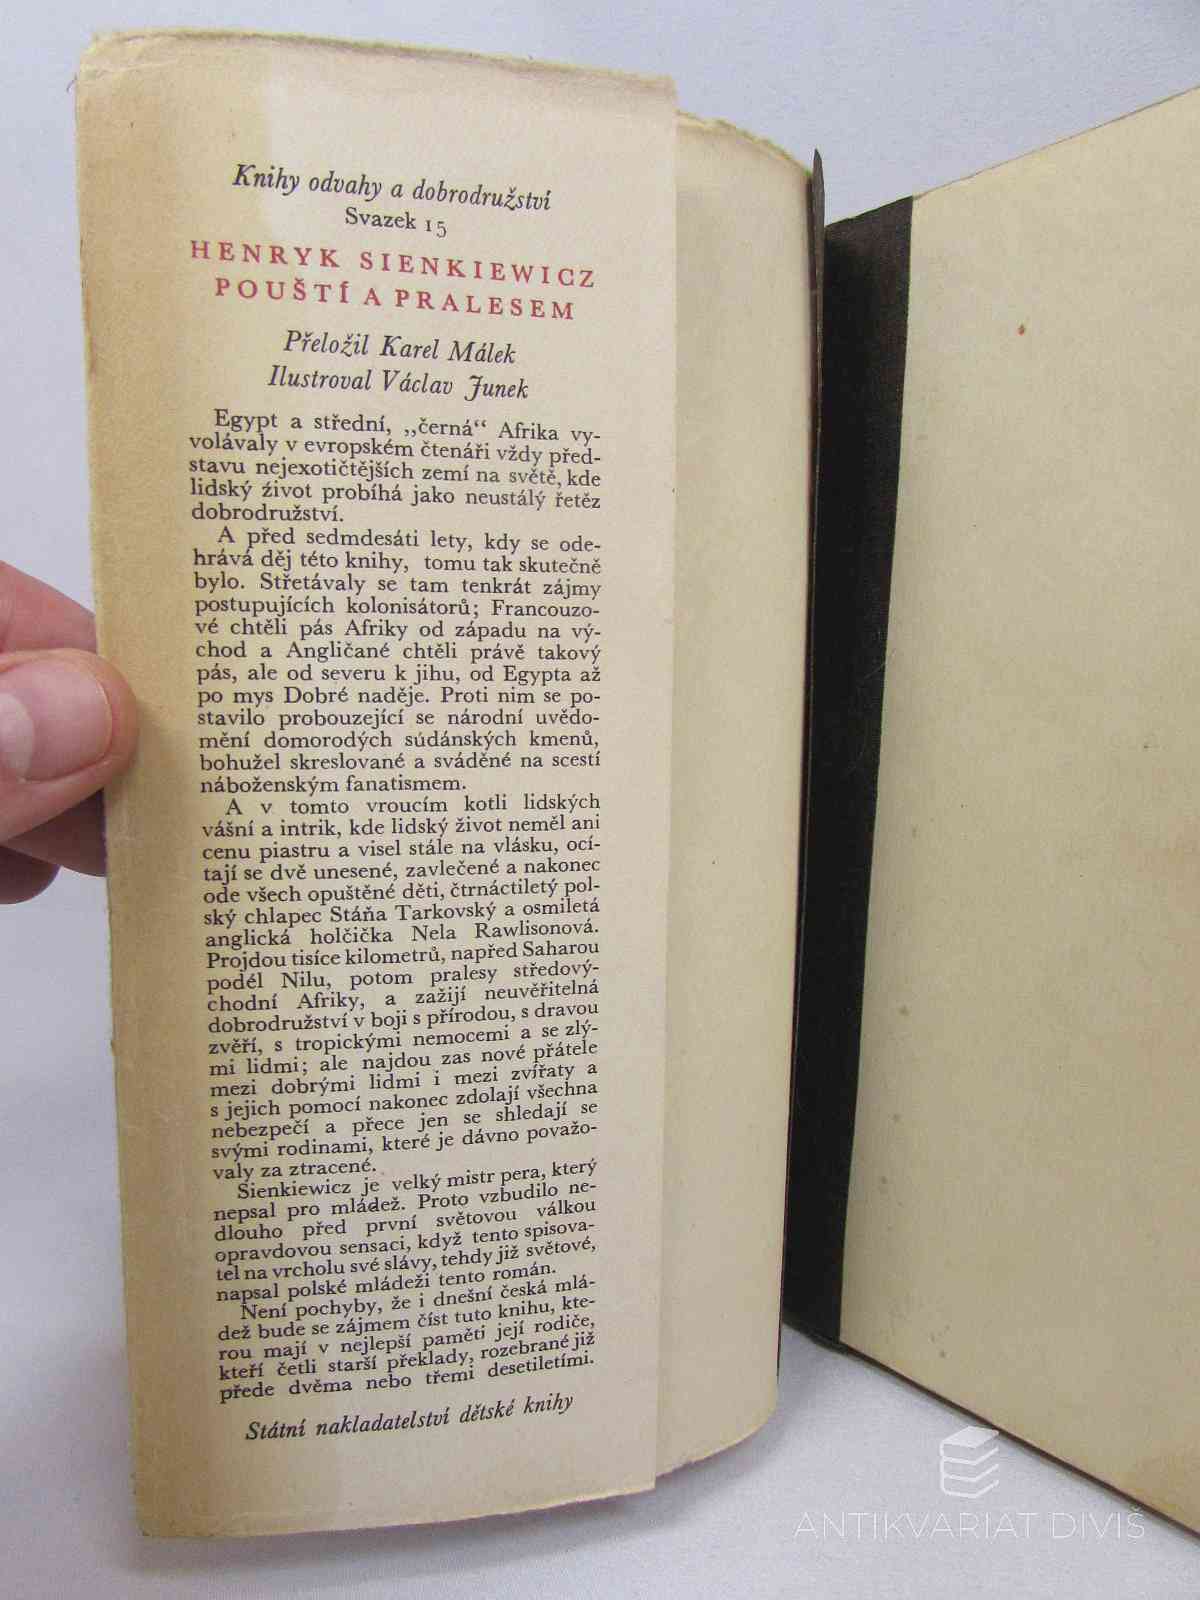 Knihy odvahy a dobrodružství
Svazek 15
HENRYK SIENKIEWICZ
POUŠTÍ A PRALESEM
Přeložil Karel Málek
Ilustroval Václav Junek
Egypt a střední, „černá“ Afrika vy-
volávaly v evropském čtenáři vždy před-
stavu nejexotičtějších zemí na světě, kde
lidský život probíhá jako neustálý řetěz
dobrodružství.
A před sedmdesáti lety, kdy se ode-
hrává děj této knihy, tomu tak skutečně
bylo. Střetávaly se tam tenkrát zájmy
postupujících kolonisátorů; Francouzo-
vé chtěli pás Afriky od západu na vý-
chod a Angličané chtěli právě takový
pás, ale od severu k jihu, od Egypta až
po mys Dobré naděje. Proti nim se po-
stavilo probouzející se národní uvědo-
mění domorodých súdánských kmenů,
bohužel skreslované a sváděné na scestí
náboženským fanatismem.
A v tomto vroucím kotli lidských
vášní a intrik, kde lidský život neměl ani
cenu piastru a visel stále na vlásku, ocí-
tají se dvě unesené, zavlečené a nakonec
ode všech opuštěné děti, čtrnáctiletý pol-
ský chlapec Stáňa Tarkovský a osmiletá
anglická holčička Nela Rawlisonová.
Projdou tisíce kilometrů, napřed Saharou
podél Nilu, potom pralesy středový-
chodní Afriky, a zažijí neuvěřitelná
dobrodružství v boji s přírodou, s dravou
zvěří, s tropickými nemocemi a se zlý-
mi lidmi; ale najdou zas nové přátele
mezi dobrými lidmi i mezi zvířaty a
s jejich pomocí nakonec zdolají všechna
nebezpečí a přece jen se shledají se
svými rodinami, které je dávno považo-
valy za ztracené.
Sienkiewicz je velký mistr pera, který
nepsal pro mládež. Proto vzbudilo ne-
dlouho před první světovou válkou
opravdovou sensaci, když tento spisova-
tel na vrcholu své slávy, tehdy již světové,
napsal polské mládeži tento román.
Není pochyby, že i dnešní česká mlá-
dež bude se zájmem číst tuto knihu, kte-
rou mají v nejlepší paměti její rodiče,
kteří četli starší překlady, rozebrané již
přede dvěma nebo třemi desetiletími.
Státní nakladatelství dětské knihy
ANTIKVARIAT DIVIŠ